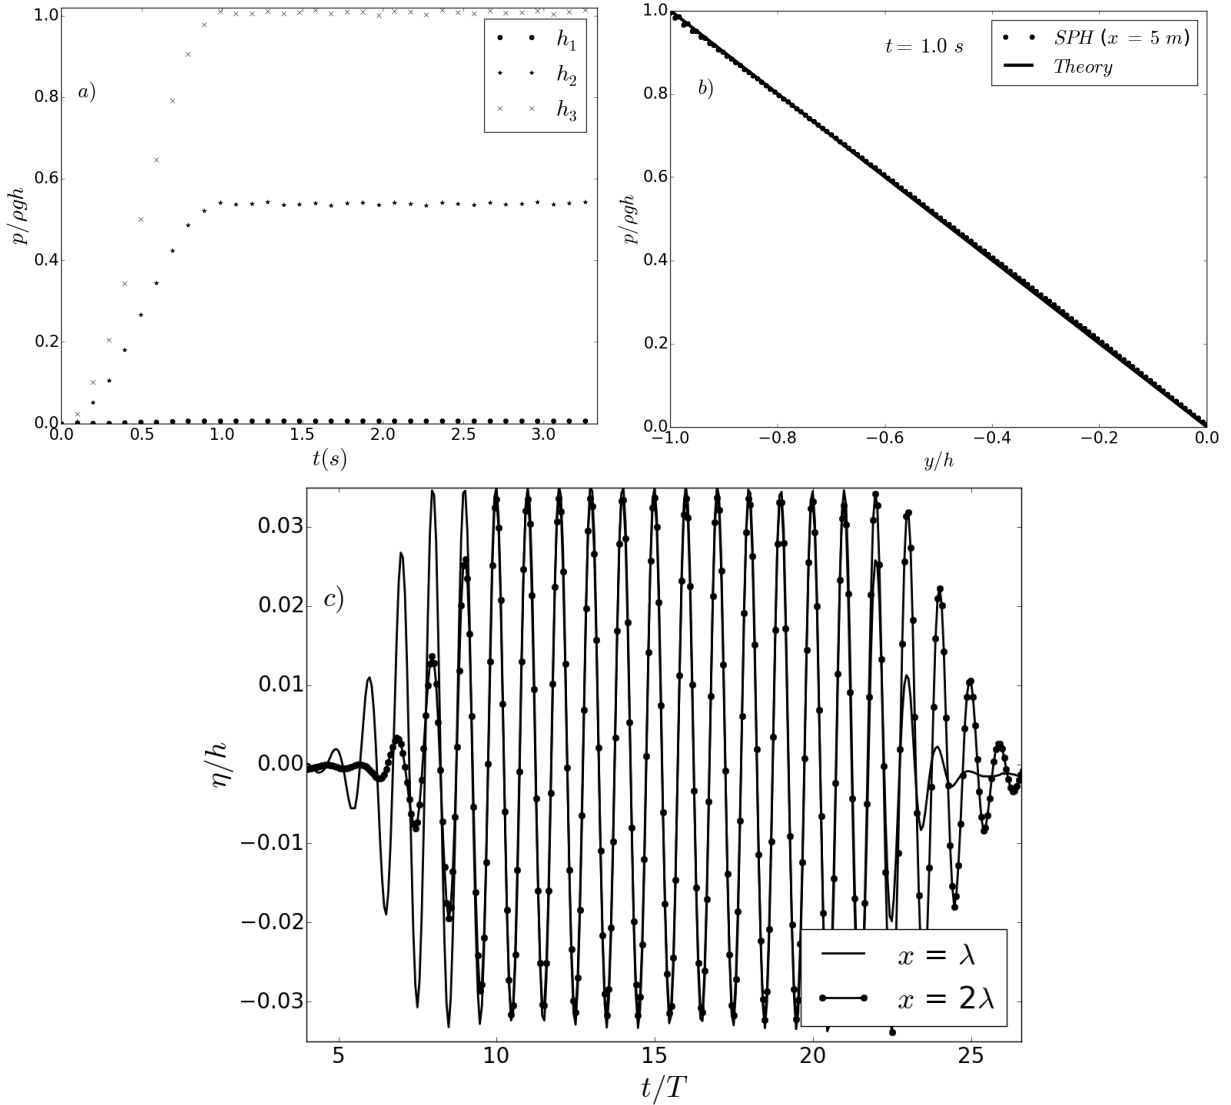 1.0
0.8
0.6
0.4
0.2
0.0
p/ρgh
a)
h₁
h₂
h₃
0.0 0.5 1.0 1.5 2.0 2.5 3.0
t(s)
1.0
0.8
0.6
0.4
0.2
0.0
p/ρgh
b)
t = 1.0 s
SPH (x = 5 m)
Theory
−1.0 −0.8 −0.6 −0.4 −0.2 0.0
y/h
0.03
0.02
0.01
0.00
−0.01
−0.02
−0.03
η/h
c)
x = λ
x = 2λ
5 10 15 20 25
t/T